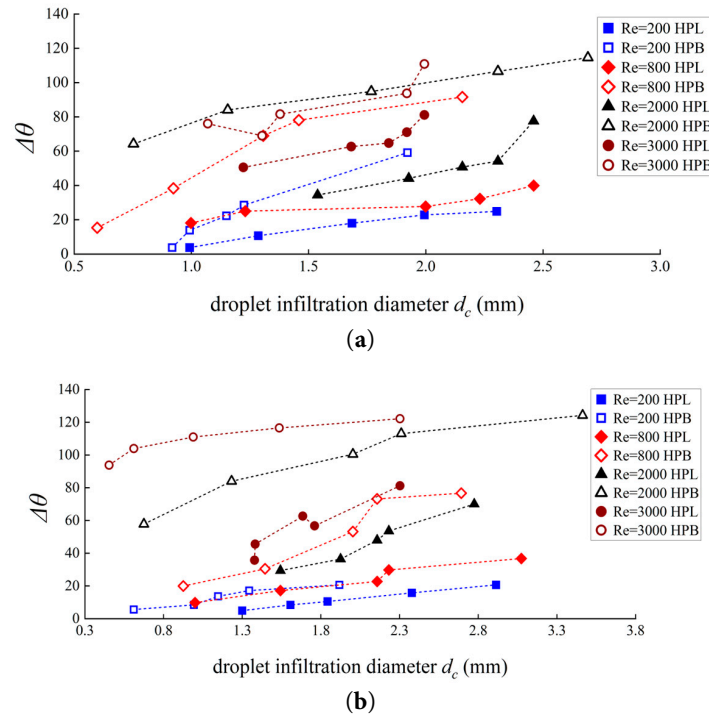 140
120
100
80
60
40
20
0
Δθ
0.5 1.0 1.5 2.0 2.5 3.0
droplet infiltration diameter d_c (mm)
Re=200 HPL
Re=200 HPB
Re=800 HPL
Re=800 HPB
Re=2000 HPL
Re=2000 HPB
Re=3000 HPL
Re=3000 HPB
(a)
140
120
100
80
60
40
20
0
Δθ
0.3 0.8 1.3 1.8 2.3 2.8 3.3 3.8
droplet infiltration diameter d_c (mm)
Re=200 HPL
Re=200 HPB
Re=800 HPL
Re=800 HPB
Re=2000 HPL
Re=2000 HPB
Re=3000 HPL
Re=3000 HPB
(b)